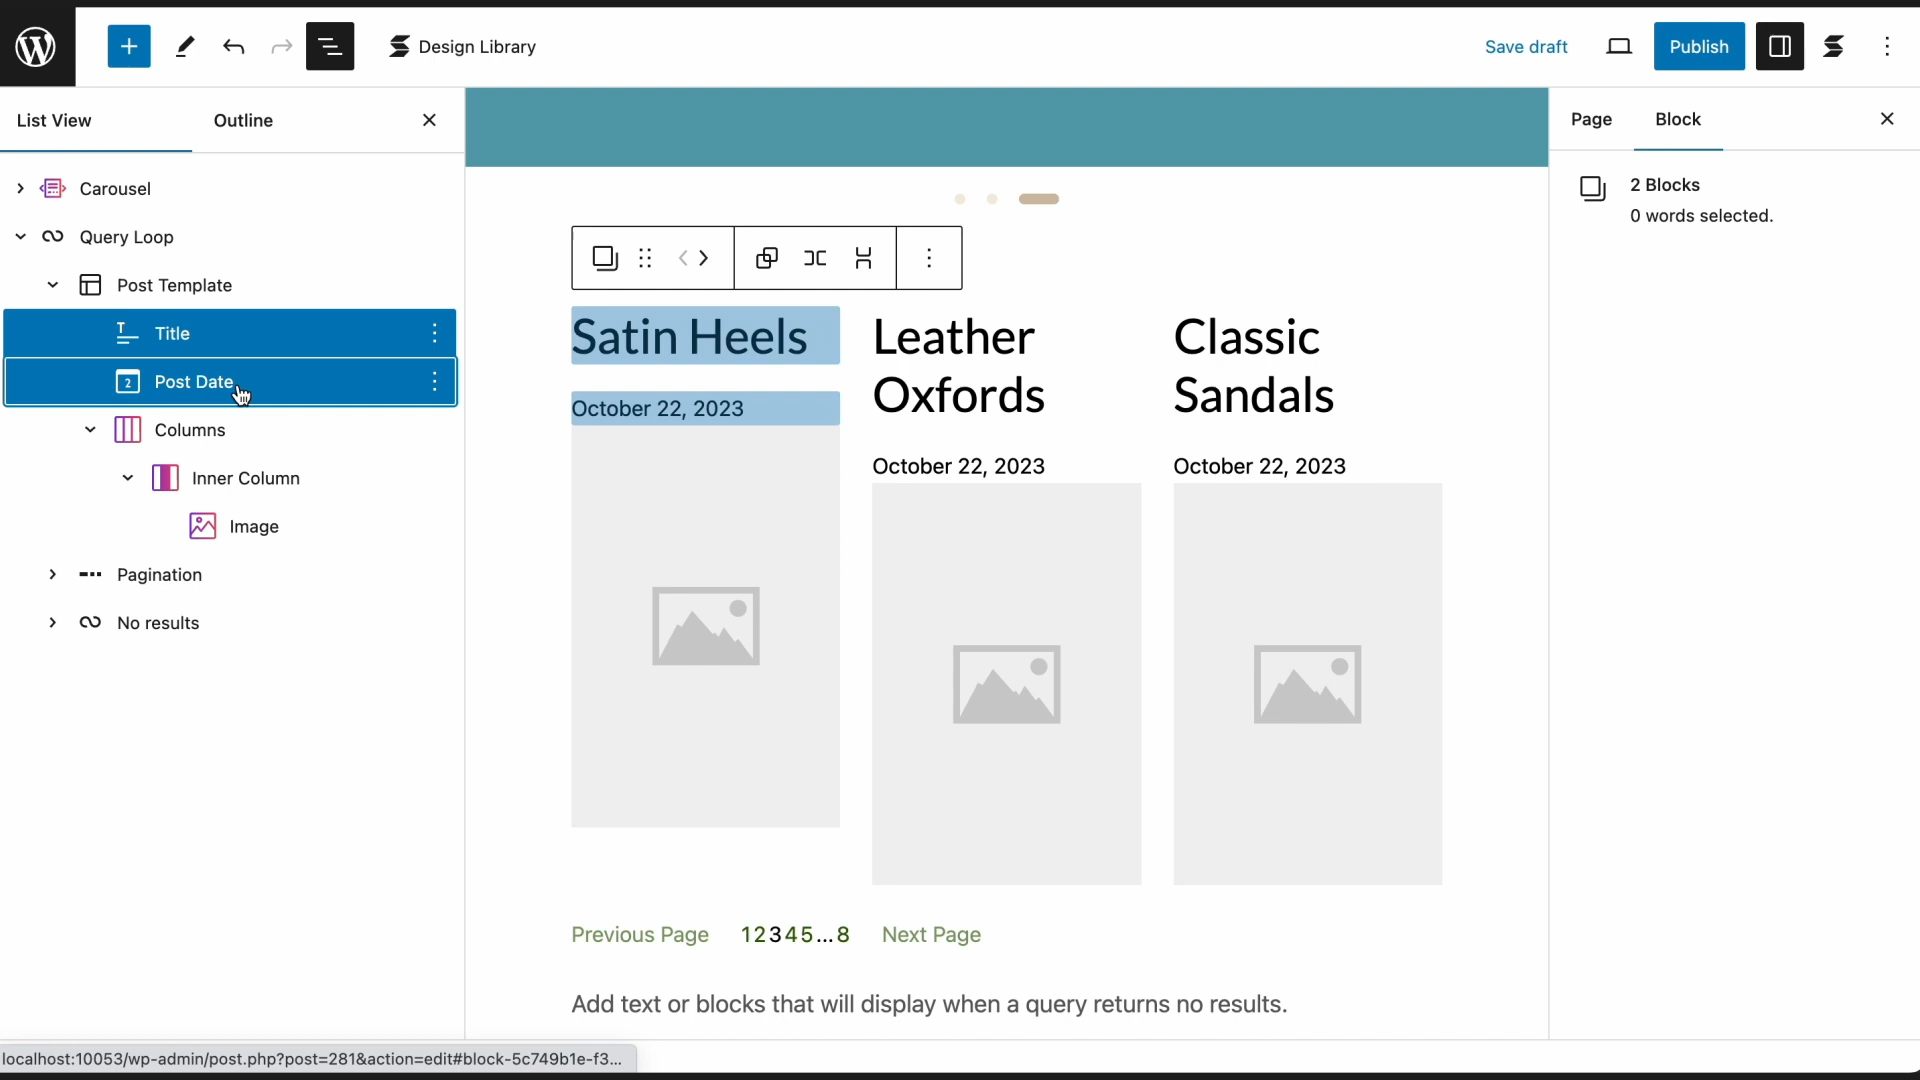 Design Library
Save draft
Publish
List View
Outline
Page
Block
Carousel
Query Loop
Post Template
Title
Post Date
Columns
Inner Column
Image
Pagination
No results
2 Blocks
0 words selected.
Satin Heels
October 22, 2023
Leather
Oxfords
October 22, 2023
Classic
Sandals
October 22, 2023
Previous Page 12345...8 Next Page
Add text or blocks that will display when a query returns no results.
localhost:10053/wp-admin/post.php?post=281&action=edit#block-5c749b1e-f3...